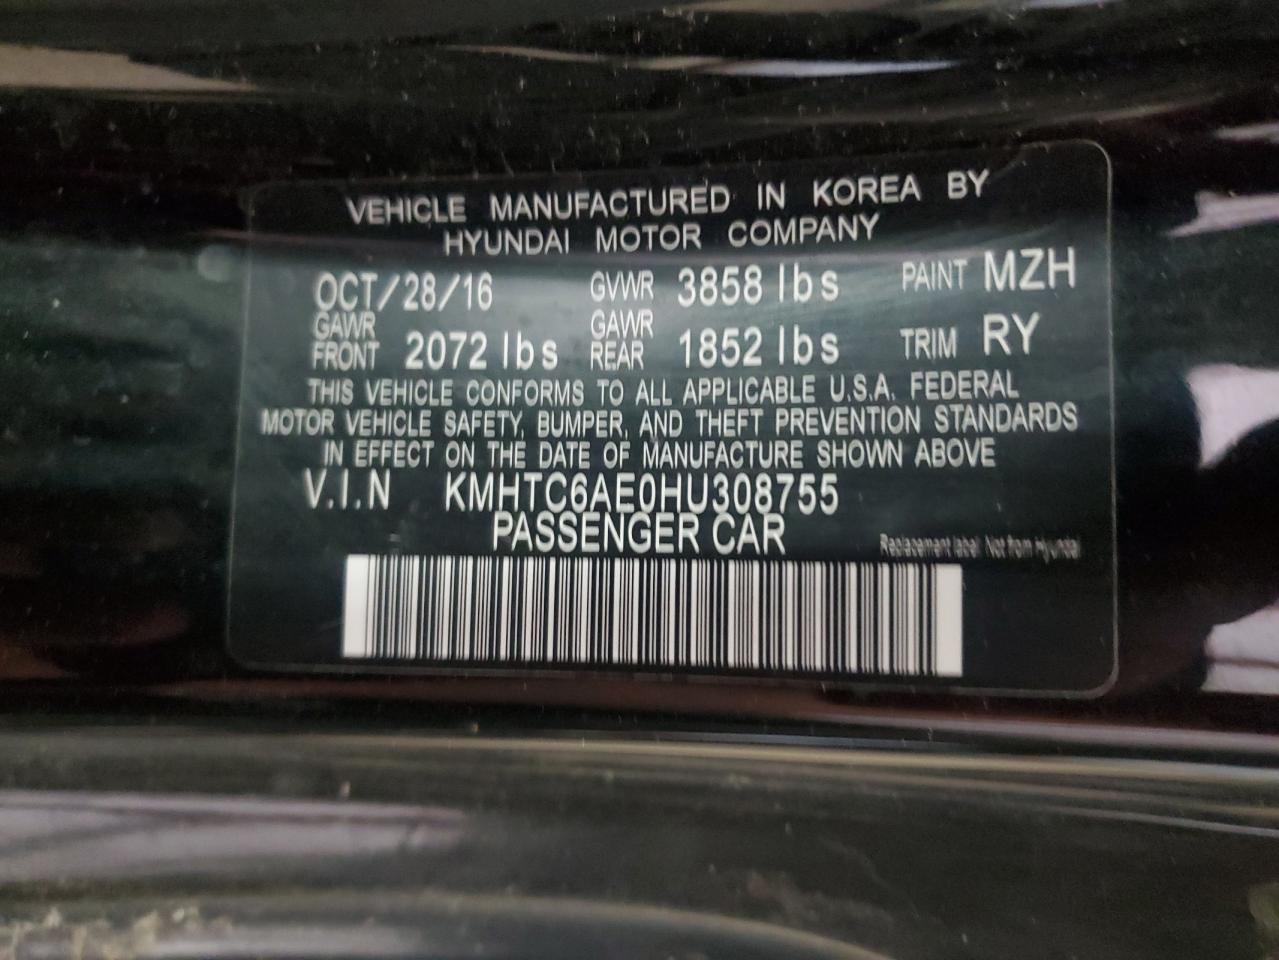 VEHICLE MANUFACTURED IN KOREA BY
HYUNDAI MOTOR COMPANY
OCT/28/16 GVWR 3858 lbs PAINT MZH
GAWR FRONT 2072 lbs GAWR REAR 1852 lbs TRIM RY
THIS VEHICLE CONFORMS TO ALL APPLICABLE U.S.A. FEDERAL
MOTOR VEHICLE SAFETY, BUMPER, AND THEFT PREVENTION STANDARDS
IN EFFECT ON THE DATE OF MANUFACTURE SHOWN ABOVE
V.I.N KMHTC6AE0HU308755
PASSENGER CAR
Replacement label Not from Hyundai